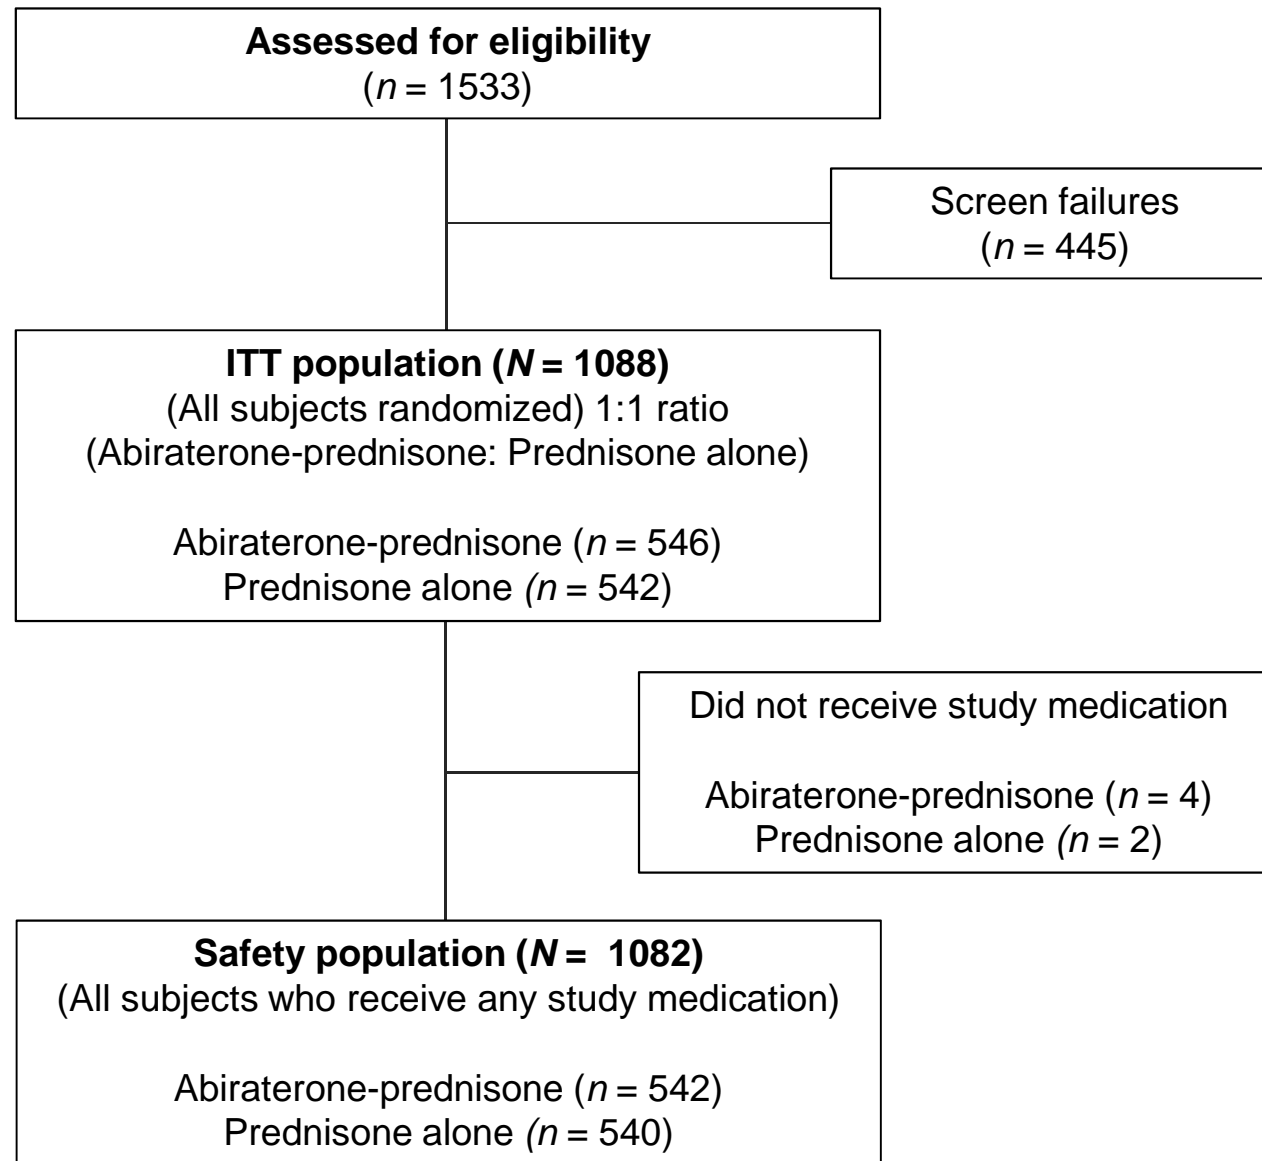 Assessed for eligibility
(n = 1533)
Screen failures
(n = 445)
ITT population (N = 1088)
(All subjects randomized) 1:1 ratio
(Abiraterone-prednisone: Prednisone alone)
Abiraterone-prednisone (n = 546)
Prednisone alone (n = 542)
Did not receive study medication
Abiraterone-prednisone (n = 4)
Prednisone alone (n = 2)
Safety population (N =  1082)
(All subjects who receive any study medication)
Abiraterone-prednisone (n = 542)
Prednisone alone (n = 540)